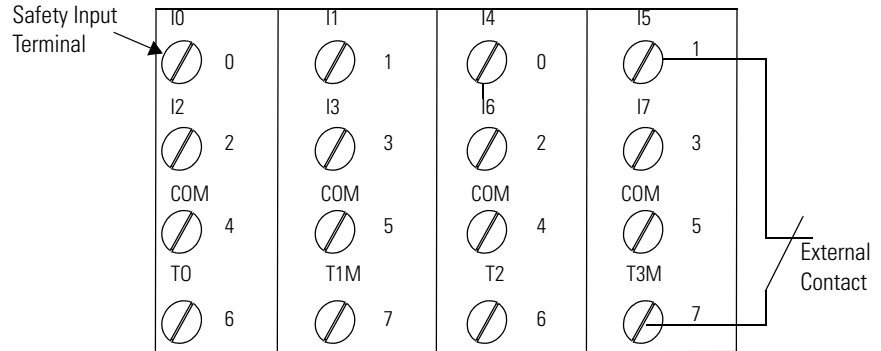 Safety Input
Terminal
I0 I1 I4 I5
0 1 0 1
I2 I3 I6 I7
2 3 2 3
COM COM COM COM
4 5 4 5
T0 T1M T2 T3M
6 7 6 7
External
Contact